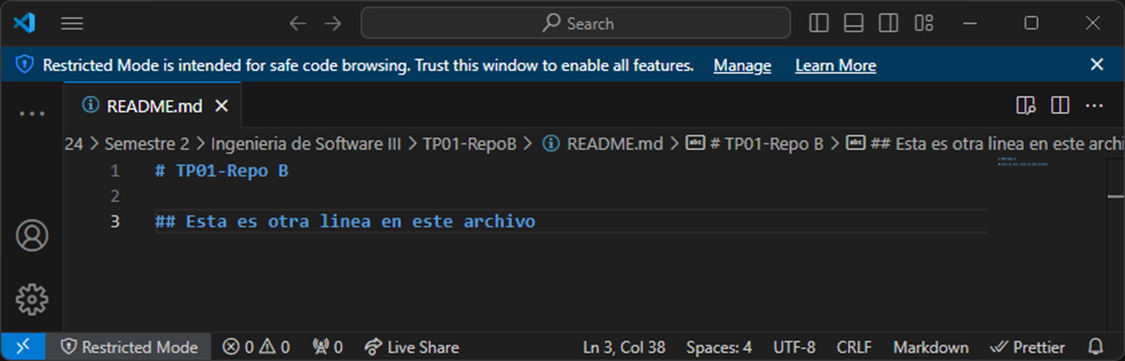 Search
Restricted Mode is intended for safe code browsing. Trust this window to enable all features. Manage Learn More
README.md
24 > Semestre 2 > Ingenieria de Software III > TP01-RepoB > README.md > # TP01-Repo B > ## Esta es otra linea en este archi
1 # TP01-Repo B
2
3 ## Esta es otra linea en este archivo
Restricted Mode 0 0 0 Live Share Ln 3, Col 38 Spaces: 4 UTF-8 CRLF Markdown Prettier